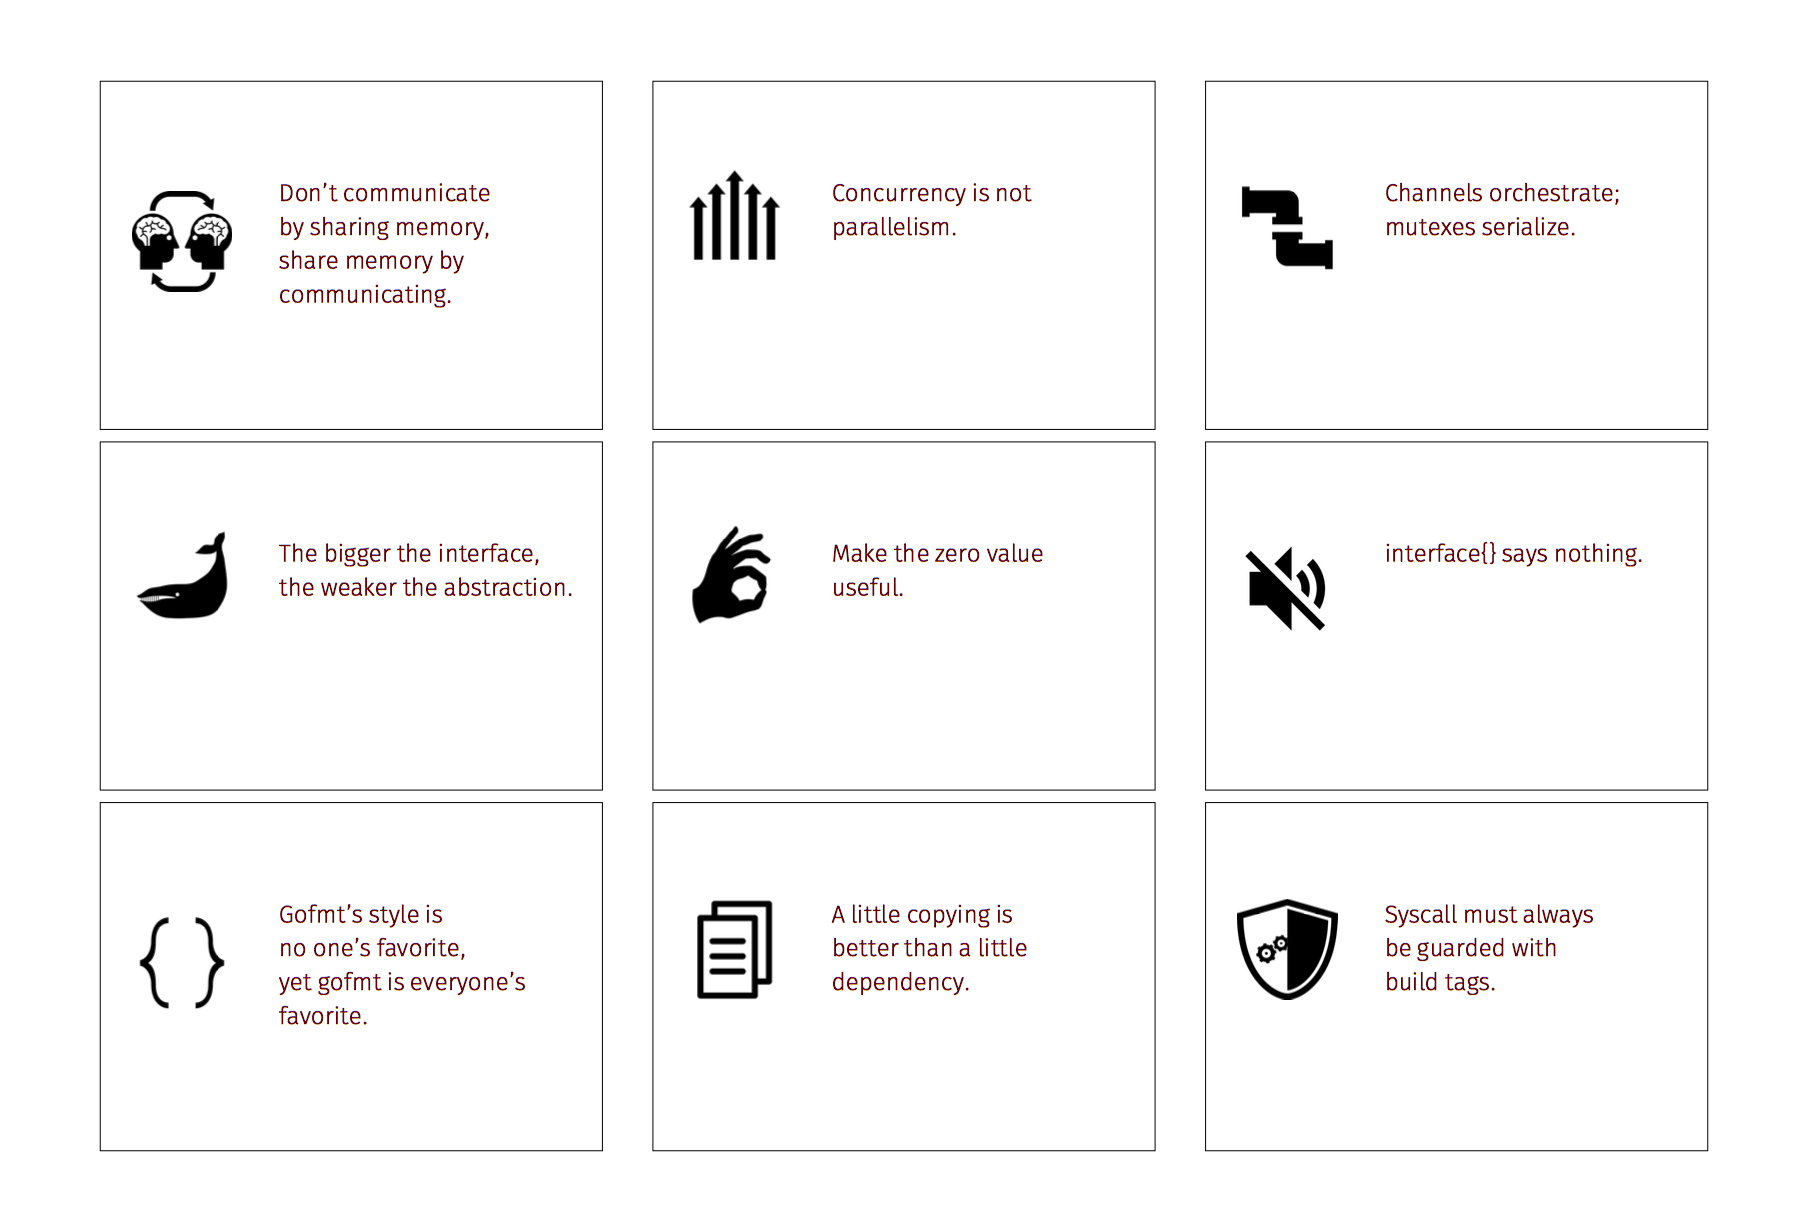 Don’t communicate
by sharing memory,
share memory by
communicating.
Concurrency is not
parallelism.
Channels orchestrate;
mutexes serialize.
The bigger the interface,
the weaker the abstraction.
Make the zero value
useful.
interface{} says nothing.
Gofmt’s style is
no one’s favorite,
yet gofmt is everyone’s
favorite.
A little copying is
better than a little
dependency.
Syscall must always
be guarded with
build tags.